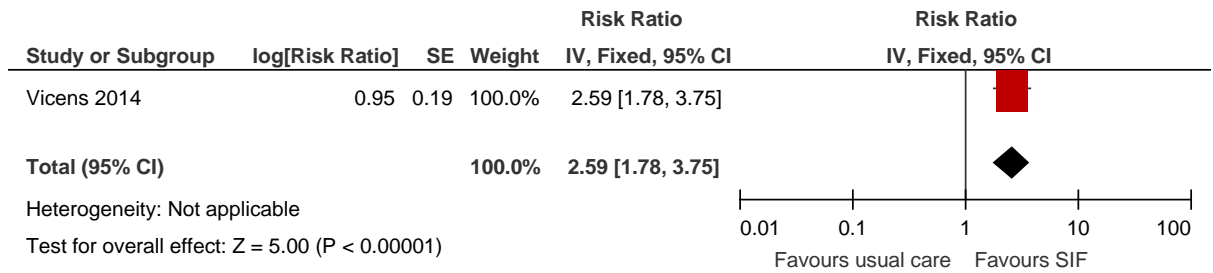 Risk Ratio Risk Ratio
Study or Subgroup log[Risk Ratio] SE Weight IV, Fixed, 95% CI IV, Fixed, 95% CI
Vicens 2014 0.95 0.19 100.0% 2.59 [1.78, 3.75]
Total (95% CI) 100.0% 2.59 [1.78, 3.75]
Heterogeneity: Not applicable
Test for overall effect: Z = 5.00 (P < 0.00001)
0.01 0.1 1 10 100
Favours usual care Favours SIF